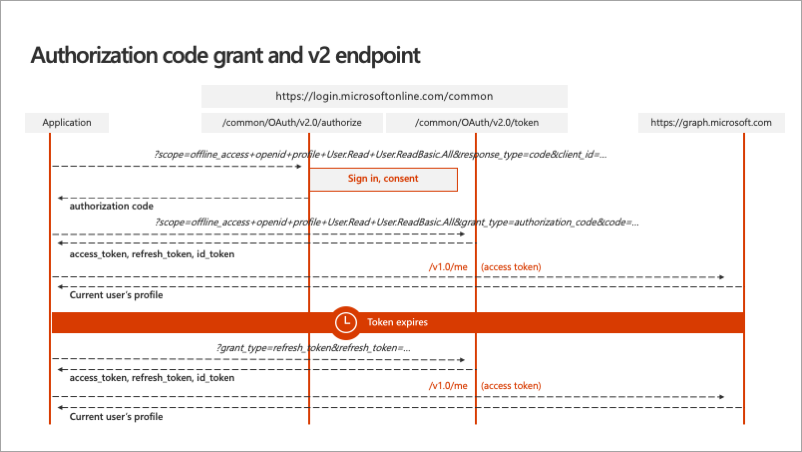 Authorization code grant and v2 endpoint
https://login.microsoftonline.com/common
Application
/common/OAuth/v2.0/authorize
/common/OAuth/v2.0/token
https://graph.microsoft.com
?scope=offline_access+openid+profile+User.Read+User.ReadBasic.All&response_type=code&client_id=...
Sign in, consent
authorization code
?scope=offline_access+openid+profile+User.Read+User.ReadBasic.All&grant_type=authorization_code&code=...
access_token, refresh_token, id_token
/v1.0/me (access token)
Current user's profile
Token expires
?grant_type=refresh_token&refresh_token=...
access_token, refresh_token, id_token
/v1.0/me (access token)
Current user's profile